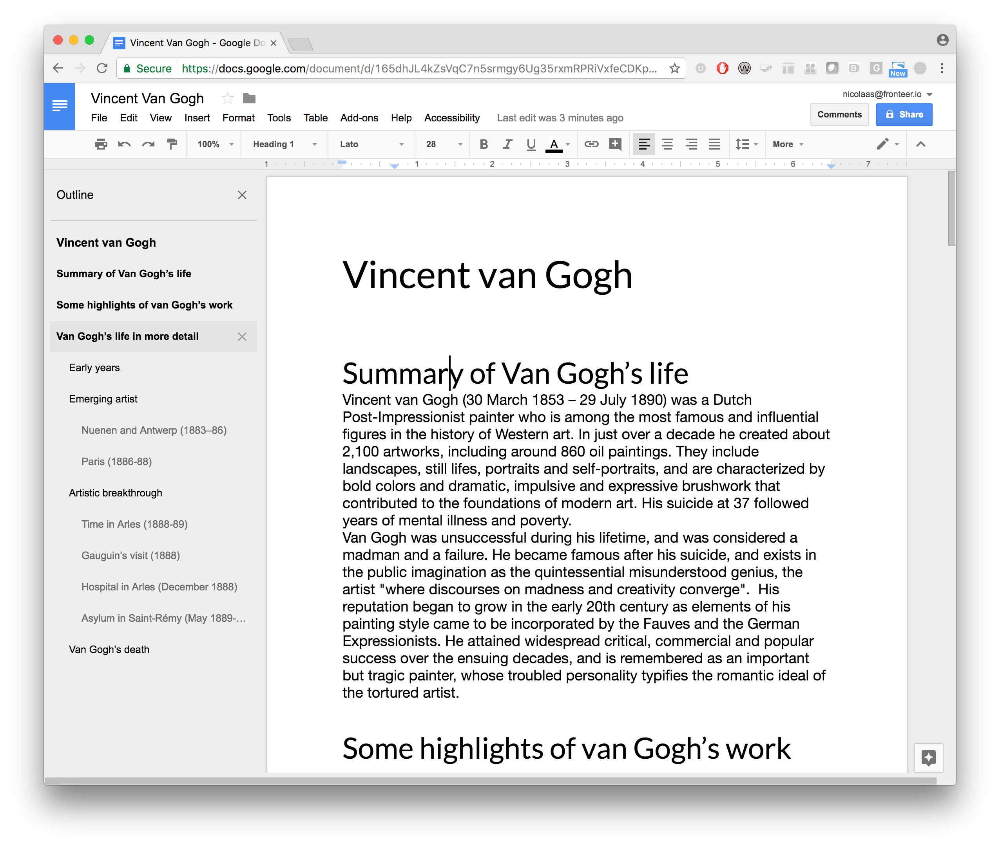 Vincent Van Gogh - Google Do
Secure https://docs.google.com/document/d/165dhJL4kZsVqC7n5srmgy6Ug35rxmRPRiVxfeCDKp...
New
Vincent Van Gogh
nicolaas@fronteer.io
File Edit View Insert Format Tools Table Add-ons Help Accessibility Last edit was 3 minutes ago
Comments Share
100% Heading 1 Lato 28 B I U A More
1 1 2 3 4 5 6 7
Outline
Vincent van Gogh
Summary of Van Gogh’s life
Some highlights of van Gogh’s work
Van Gogh’s life in more detail
Early years
Emerging artist
Nuenen and Antwerp (1883–86)
Paris (1886-88)
Artistic breakthrough
Time in Arles (1888-89)
Gauguin’s visit (1888)
Hospital in Arles (December 1888)
Asylum in Saint-Rémy (May 1889-...
Van Gogh’s death
Vincent van Gogh
Summary of Van Gogh’s life
Vincent van Gogh (30 March 1853 – 29 July 1890) was a Dutch
Post-Impressionist painter who is among the most famous and influential
figures in the history of Western art. In just over a decade he created about
2,100 artworks, including around 860 oil paintings. They include
landscapes, still lifes, portraits and self-portraits, and are characterized by
bold colors and dramatic, impulsive and expressive brushwork that
contributed to the foundations of modern art. His suicide at 37 followed
years of mental illness and poverty.
Van Gogh was unsuccessful during his lifetime, and was considered a
madman and a failure. He became famous after his suicide, and exists in
the public imagination as the quintessential misunderstood genius, the
artist "where discourses on madness and creativity converge".  His
reputation began to grow in the early 20th century as elements of his
painting style came to be incorporated by the Fauves and the German
Expressionists. He attained widespread critical, commercial and popular
success over the ensuing decades, and is remembered as an important
but tragic painter, whose troubled personality typifies the romantic ideal of
the tortured artist.
Some highlights of van Gogh’s work